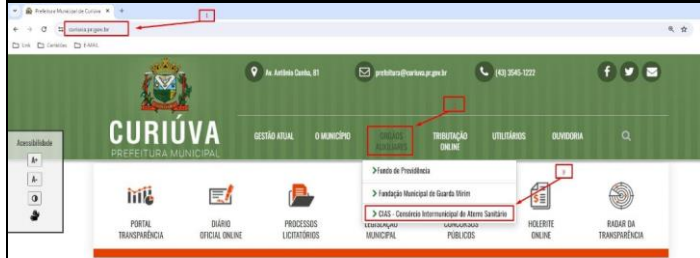 Prefeitura Municipal de Curiúva
1
curiuva.pr.gov.br
Av. Antônio Cunha, 81
prefeitura@curiuva.pr.gov.br
(43) 3545-1222
CURIÚVA
PREFEITURA MUNICIPAL
GESTÃO ATUAL
O MUNICÍPIO
ÓRGÃOS
AUXILIARES
TRIBUTAÇÃO
ONLINE
UTILITÁRIOS
OUVIDORIA
Acessibilidade
A+
A-
Fundo de Previdência
Fundação Municipal de Guarda Mirim
CIAS - Consórcio Intermunicipal de Aterro Sanitário
PORTAL
TRANSPARÊNCIA
DIÁRIO
OFICIAL ONLINE
PROCESSOS
LICITATÓRIOS
LEGISLAÇÃO
MUNICIPAL
CONCURSOS
PÚBLICOS
HOLERITE
ONLINE
RADAR DA
TRANSPARÊNCIA